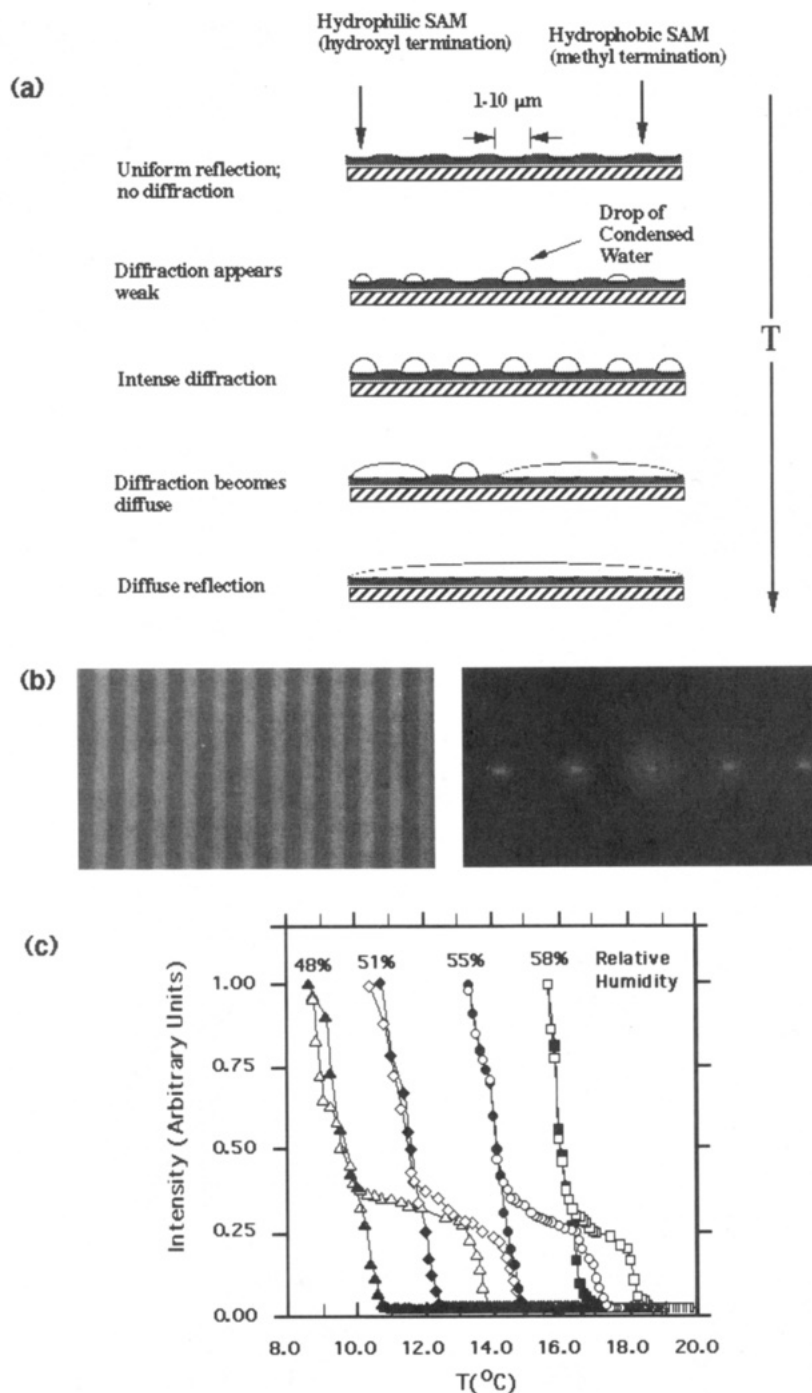 Hydrophilic SAM
(hydroxyl termination)
Hydrophobic SAM
(methyl termination)
(a)
1-10 μm
Uniform reflection;
no diffraction
Drop of
Condensed
Water
Diffraction appears
weak
T
Intense diffraction
Diffraction becomes
diffuse
Diffuse reflection
(b)
(c)
48%
51%
55%
58%
Relative
Humidity
1.00
0.75
0.50
0.25
0.00
Intensity (Arbitrary Units)
8.0
10.0
12.0
14.0
16.0
18.0
20.0
T(°C)